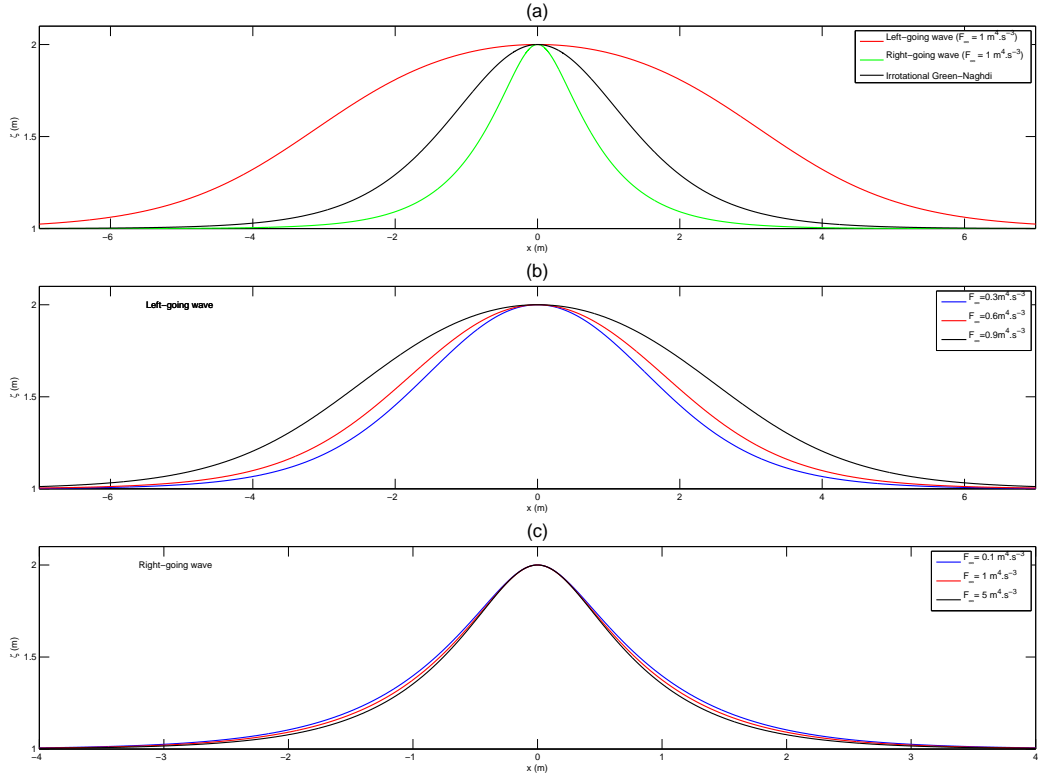 (a)
2
1.5
1
ζ (m)
Left−going wave (F_ = 1 m⁴.s⁻³)
Right−going wave (F_ = 1 m⁴.s⁻³)
Irrotational Green−Naghdi
−6
−4
−2
0
2
4
6
x (m)
(b)
2
1.5
1
ζ (m)
Left−going wave
F_=0.3m⁴.s⁻³
F_=0.6m⁴.s⁻³
F_=0.9m⁴.s⁻³
−6
−4
−2
0
2
4
6
x (m)
(c)
2
1.5
1
ζ (m)
Right−going wave
F_= 0.1 m⁴.s⁻³
F_= 1 m⁴.s⁻³
F_= 5 m⁴.s⁻³
−4
−3
−2
−1
0
1
2
3
4
x (m)